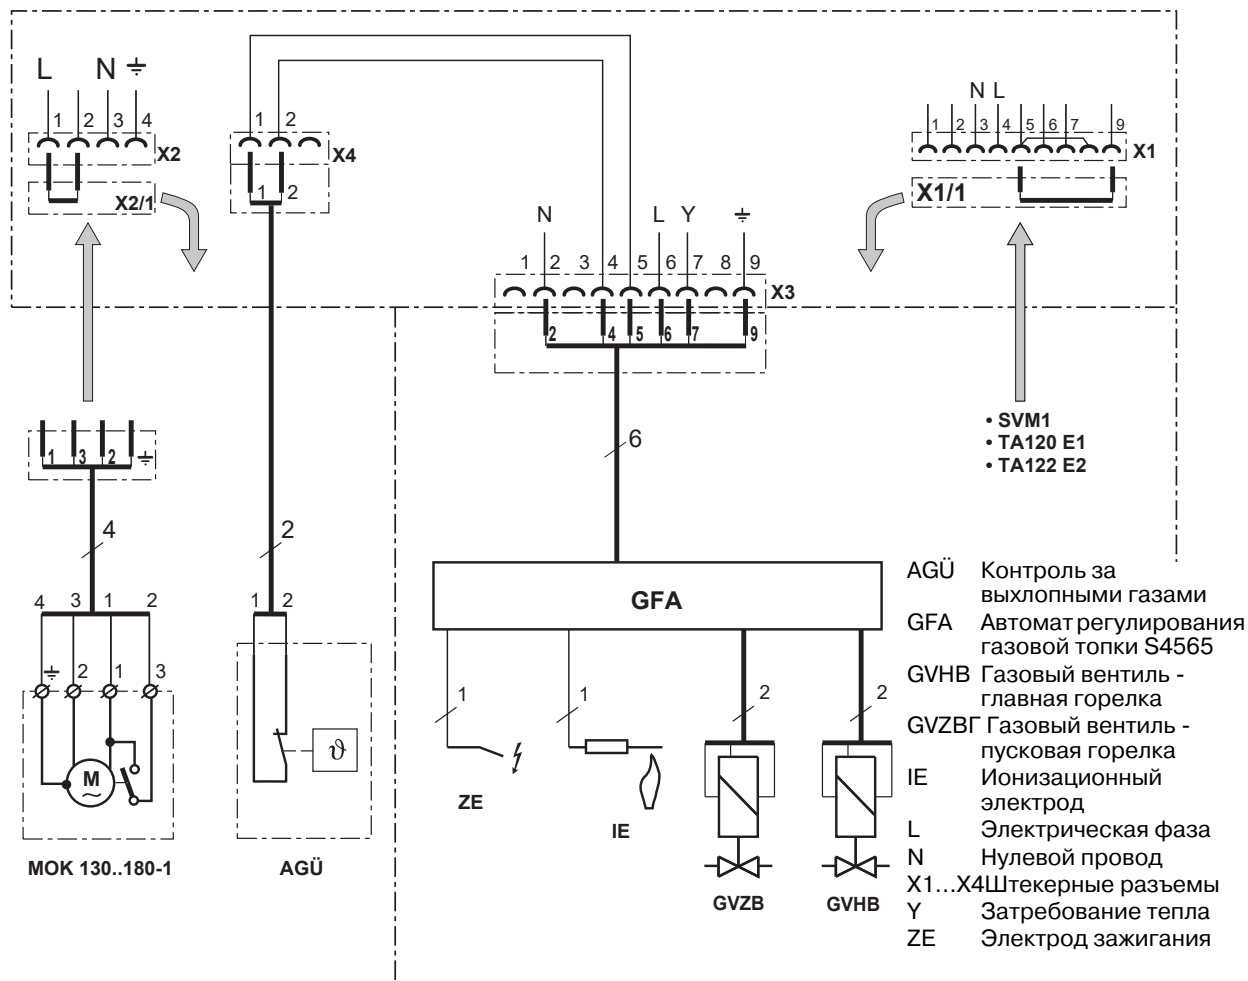 L N
1 2 3 4
X2
X2/1
1 2
X4
1 2
N L
1 2 3 4 5 6 7 9
X1
X1/1
N L Y
1 2 3 4 5 6 7 8 9
X3
2 4 5 6 7 9
• SVM1
• TA120 E1
• TA122 E2
1 3 2
4
2
6
4 3 1 2
1 2
2 1 3
M
~
ϑ
MOK 130..180-1
AGÜ
GFA
1
1
2
2
ZE
IE
GVZB
GVHB
AGÜ Контроль за
выхлопными газами
GFA Автомат регулирования
газовой топки S4565
GVHB Газовый вентиль -
главная горелка
GVZBГ Газовый вентиль -
пусковая горелка
IE Ионизационный
электрод
L Электрическая фаза
N Нулевой провод
X1...X4Штекерные разъемы
Y Затребование тепла
ZE Электрод зажигания